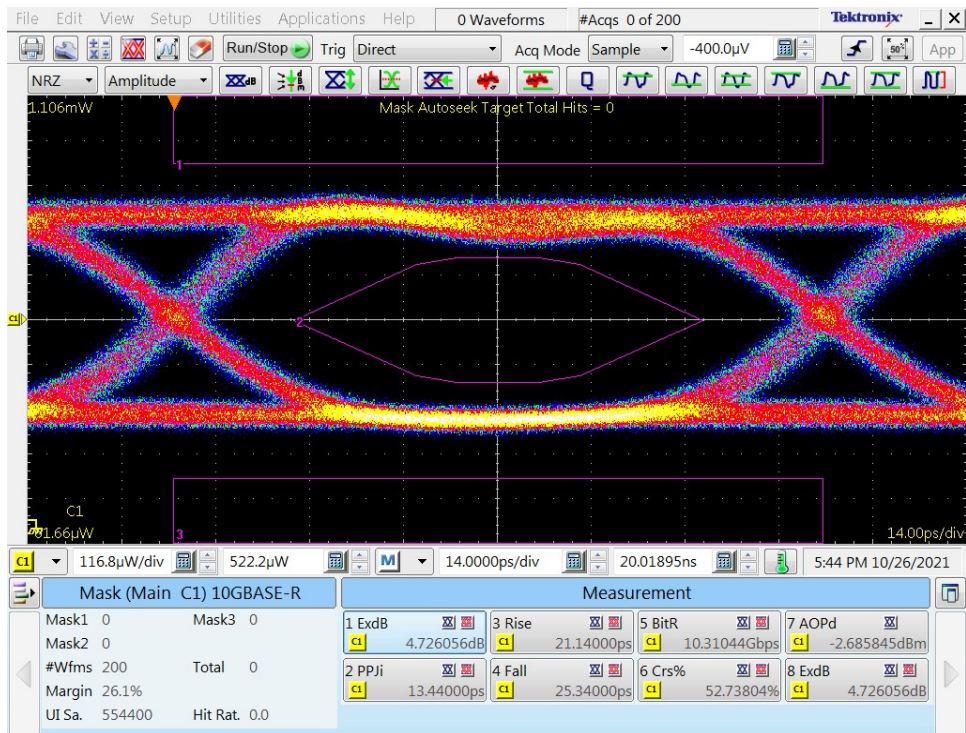 File Edit View Setup Utilities Applications Help 0 Waveforms #Acqs 0 of 200 Tektronix _ X
Run/Stop Trig Direct Acq Mode Sample -400.0µV 50% App
NRZ Amplitude dB Q
1.106mW Mask Autoseek Target Total Hits = 0
1
C1 2
C1
3
14.00ps/div
C1 116.8µW/div 522.2µW M 14.0000ps/div 20.01895ns 5:44 PM 10/26/2021
Mask (Main C1) 10GBASE-R Measurement
Mask1 0 Mask3 0
Mask2 0
#Wfms 200 Total 0
Margin 26.1%
UI Sa. 554400 Hit Rat. 0.0
1 ExdB 3 Rise 5 BitR 7 AOPd
C1 4.726056dB C1 21.14000ps C1 10.31044Gbps C1 -2.685845dBm
2 PPJi 4 Fall 6 Crs% 8 ExdB
C1 13.44000ps C1 25.34000ps C1 52.73804% C1 4.726056dB